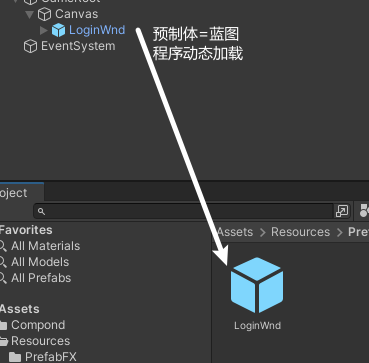 GameRoot
Canvas
LoginWnd
EventSystem
预制体=蓝图
程序动态加载
oject
Favorites
All Materials
All Models
All Prefabs
Assets
Compond
Resources
PrefabFX
Assets > Resources > Pref
LoginWnd